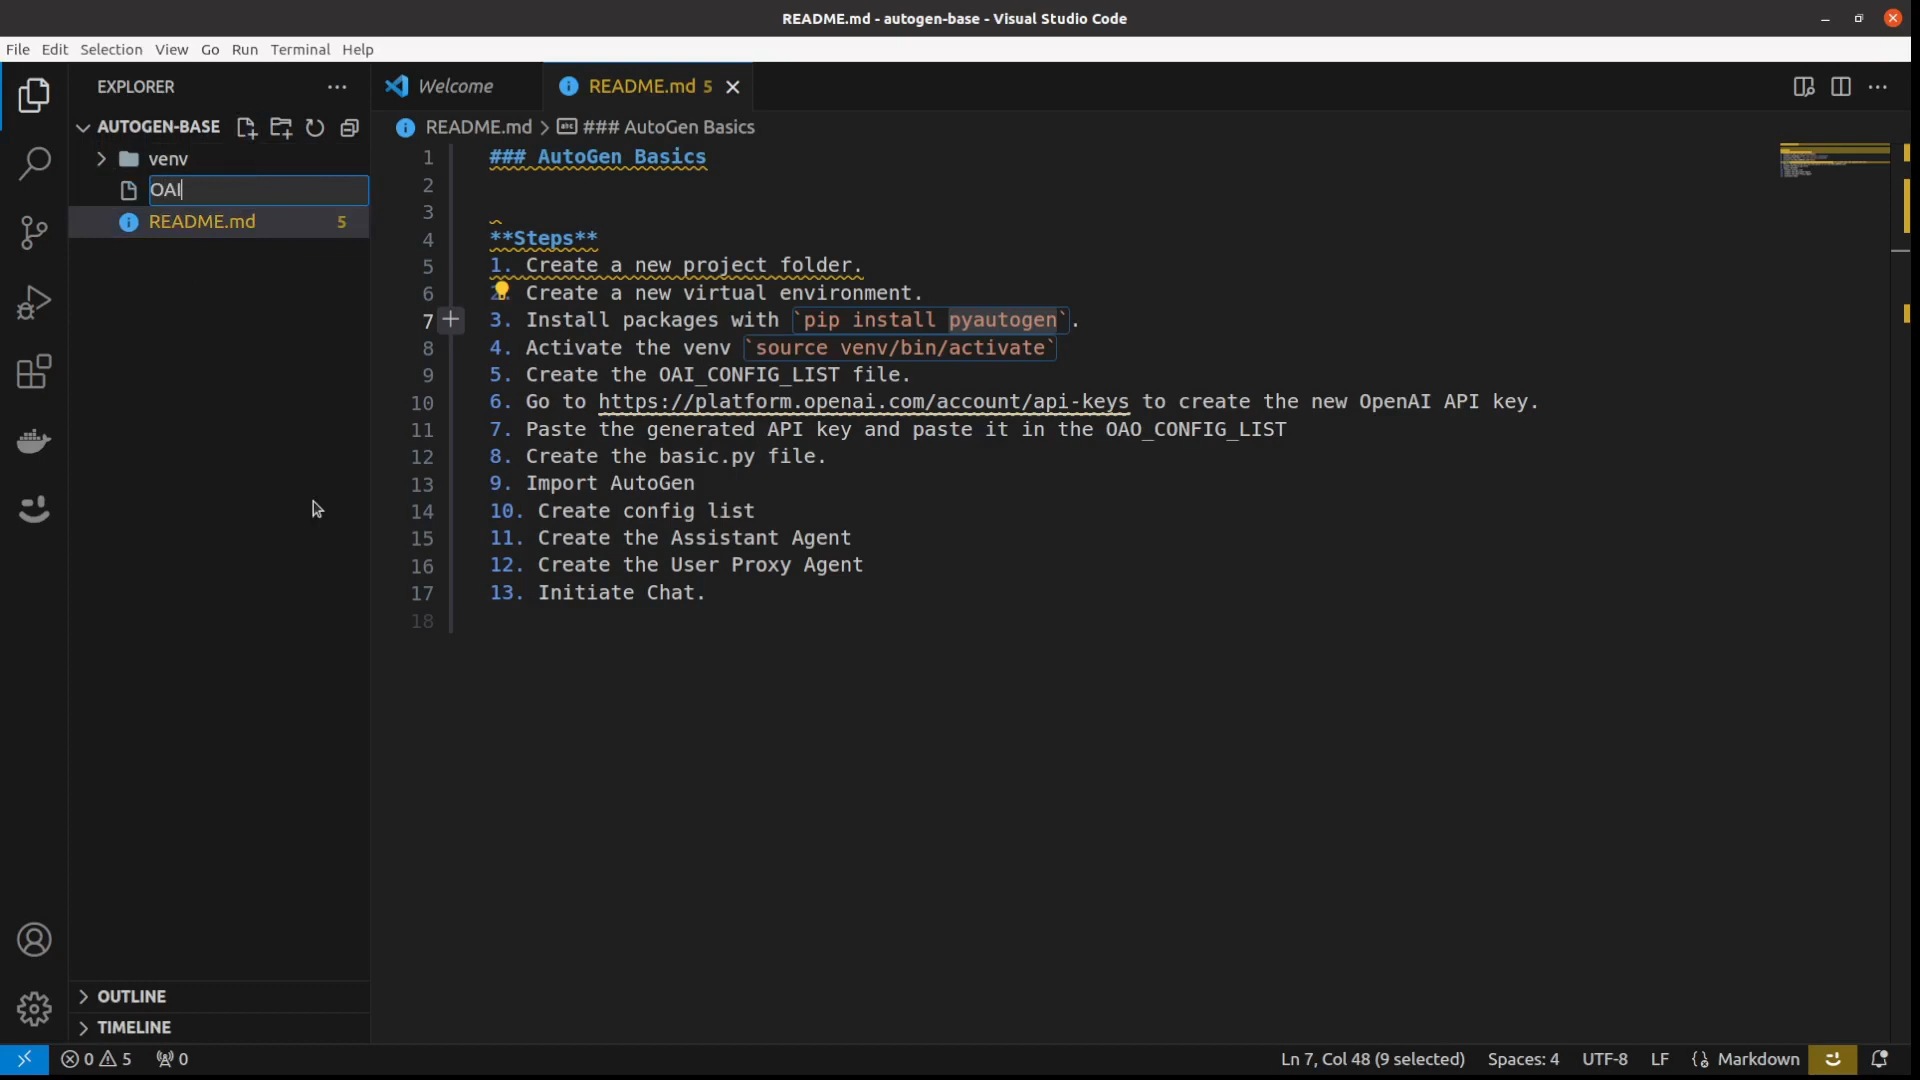 README.md - autogen-base - Visual Studio Code
File Edit Selection View Go Run Terminal Help
EXPLORER
Welcome
README.md 5
AUTOGEN-BASE
README.md > ### AutoGen Basics
venv
OAI
README.md 5
1 ### AutoGen Basics
2
3
4 **Steps**
5 1. Create a new project folder.
6 2. Create a new virtual environment.
7 3. Install packages with `pip install pyautogen`.
8 4. Activate the venv `source venv/bin/activate`
9 5. Create the OAI_CONFIG_LIST file.
10 6. Go to https://platform.openai.com/account/api-keys to create the new OpenAI API key.
11 7. Paste the generated API key and paste it in the OAO_CONFIG_LIST
12 8. Create the basic.py file.
13 9. Import AutoGen
14 10. Create config list
15 11. Create the Assistant Agent
16 12. Create the User Proxy Agent
17 13. Initiate Chat.
18
OUTLINE
TIMELINE
0 5 0 Ln 7, Col 48 (9 selected) Spaces: 4 UTF-8 LF Markdown